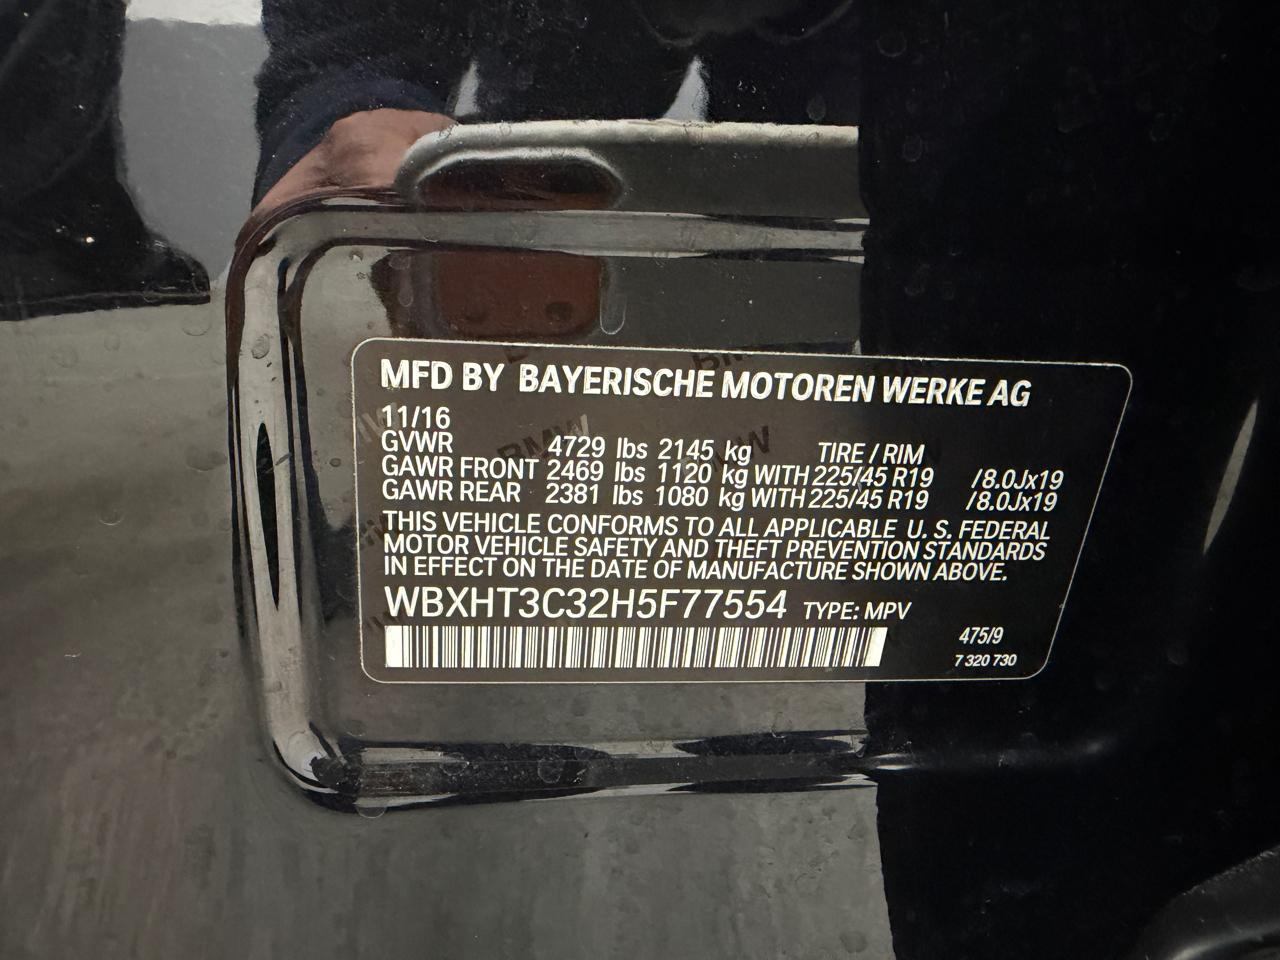 MFD BY BAYERISCHE MOTOREN WERKE AG
11/16
GVWR 4729 lbs 2145 kg TIRE / RIM
GAWR FRONT 2469 lbs 1120 kg WITH 225/45 R19 /8.0Jx19
GAWR REAR 2381 lbs 1080 kg WITH 225/45 R19 /8.0Jx19
THIS VEHICLE CONFORMS TO ALL APPLICABLE U. S. FEDERAL
MOTOR VEHICLE SAFETY AND THEFT PREVENTION STANDARDS
IN EFFECT ON THE DATE OF MANUFACTURE SHOWN ABOVE.
WBXHT3C32H5F77554 TYPE: MPV
475/9
7 320 730